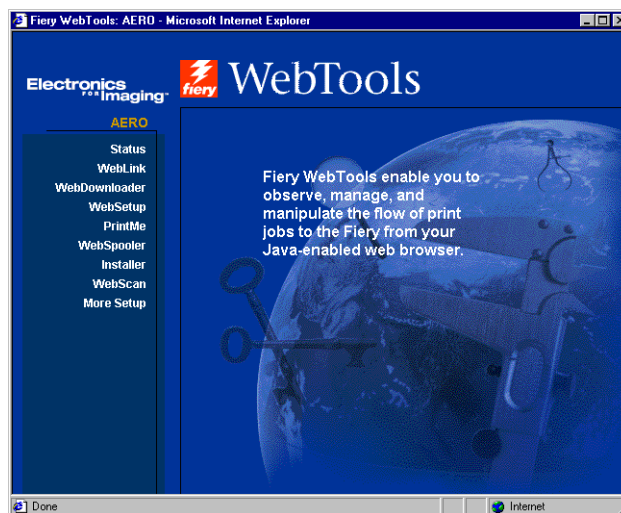 Fiery WebTools: AERO - Microsoft Internet Explorer
Electronics
FOR Imaging™
fiery
WebTools
AERO
Status
WebLink
WebDownloader
WebSetup
PrintMe
WebSpooler
Installer
WebScan
More Setup
Fiery WebTools enable you to
observe, manage, and
manipulate the flow of print
jobs to the Fiery from your
Java-enabled web browser.
Done
Internet